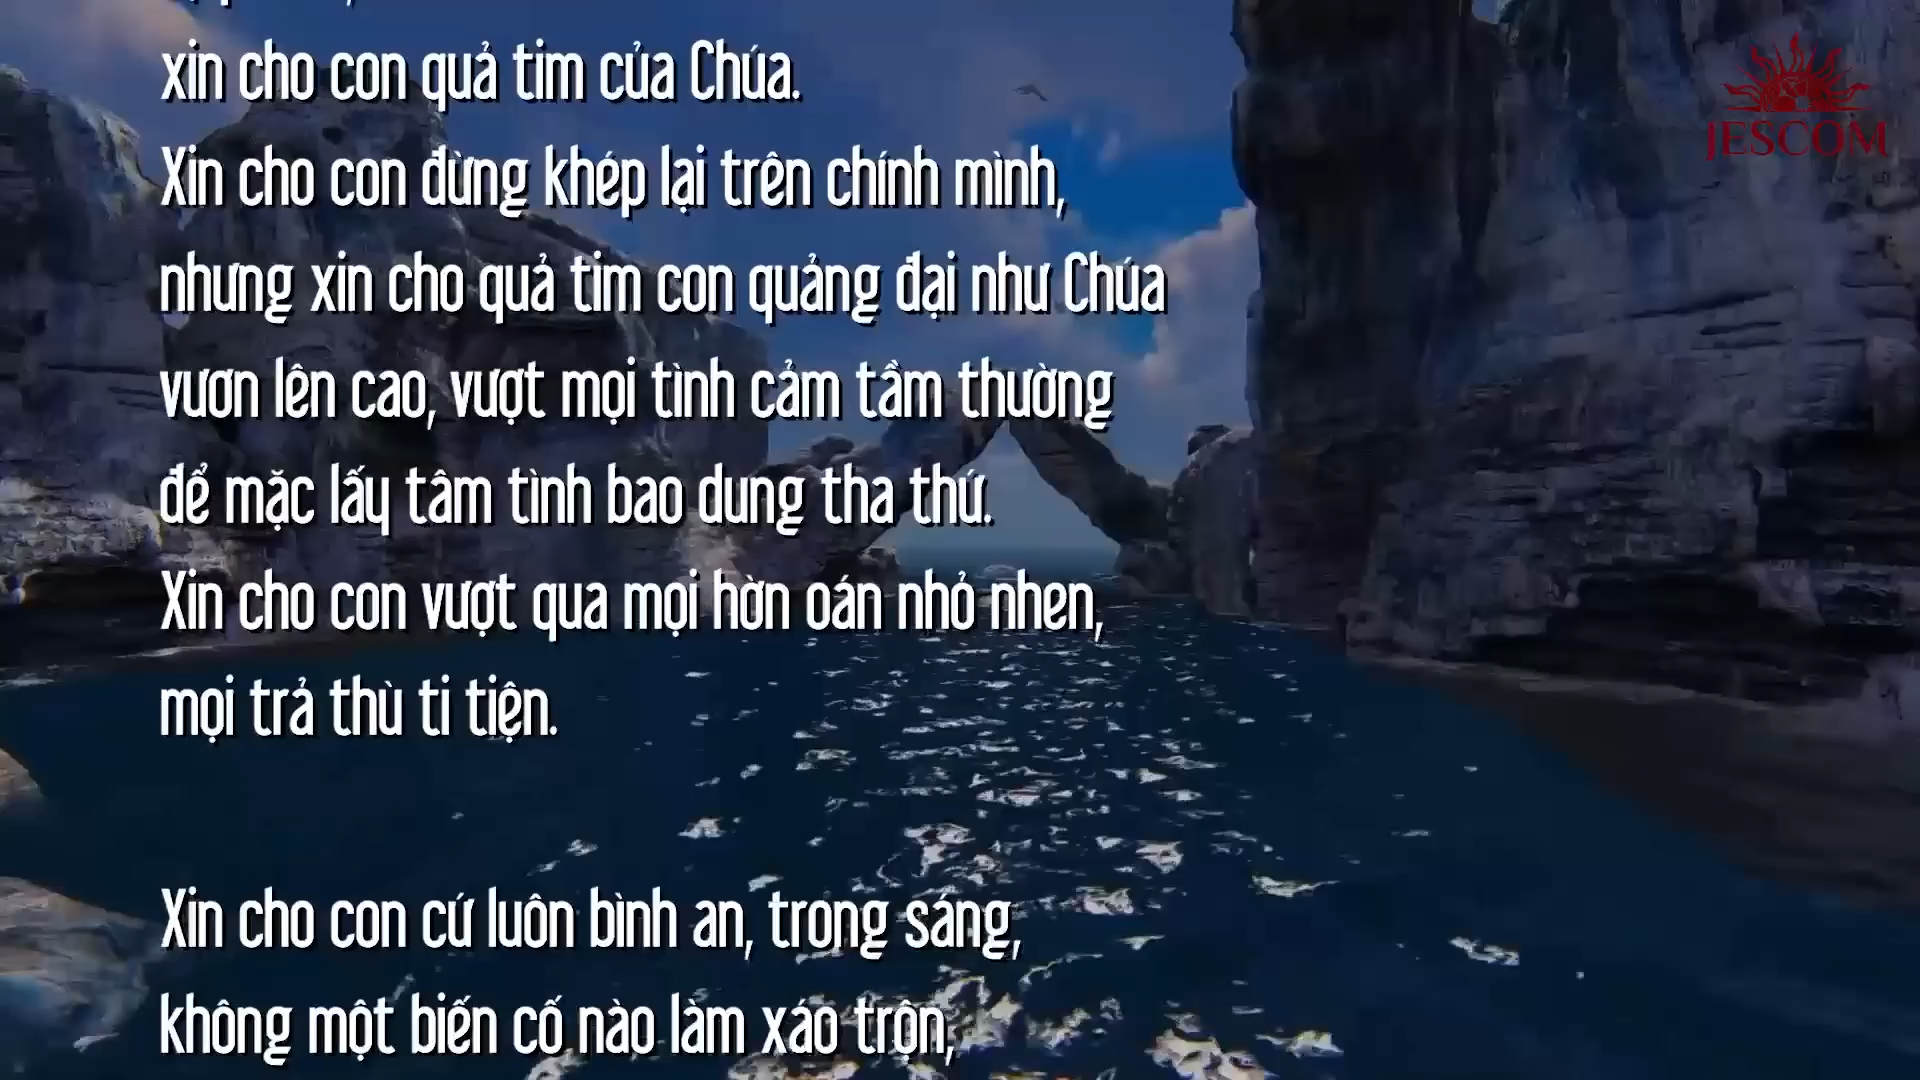 xin cho con quả tim của Chúa.
Xin cho con đừng khép lại trên chính mình,
nhưng xin cho quả tim con quảng đại như Chúa
vươn lên cao, vượt mọi tình cảm tầm thường
để mặc lấy tâm tình bao dung tha thứ.
Xin cho con vượt qua mọi hờn oán nhỏ nhen,
mọi trả thù ti tiện.
Xin cho con cứ luôn bình an, trong sáng,
không một biến cố nào làm xáo trộn,
JESCOM